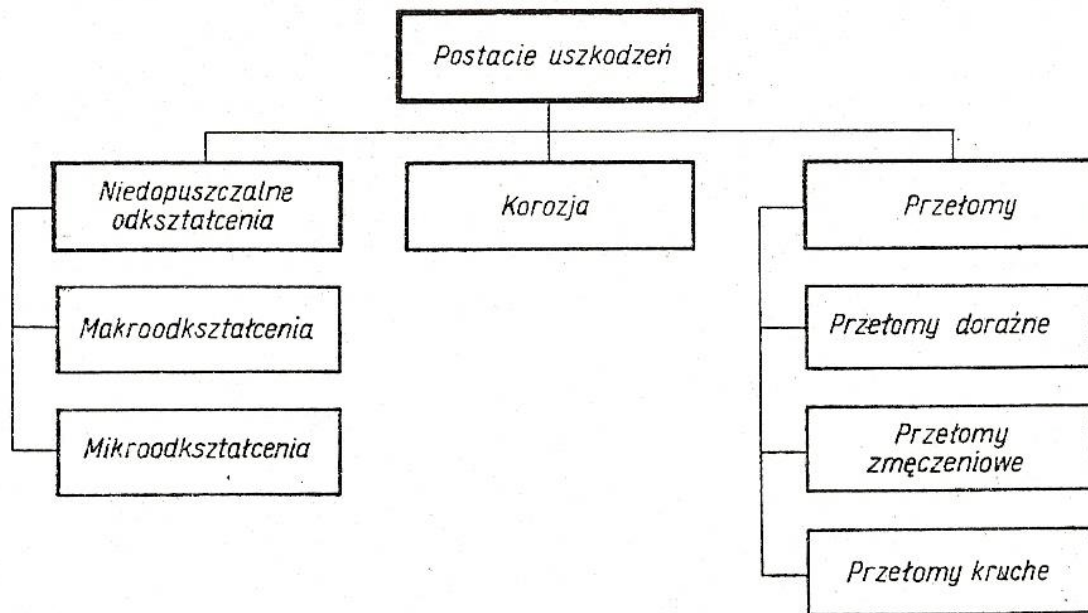 Postacie uszkodzeń
Niedopuszczalne
odkształcenia
Korozja
Przełomy
Makroodkształcenia
Przełomy doraźne
Mikroodkształcenia
Przełomy
zmęczeniowe
Przełomy kruche